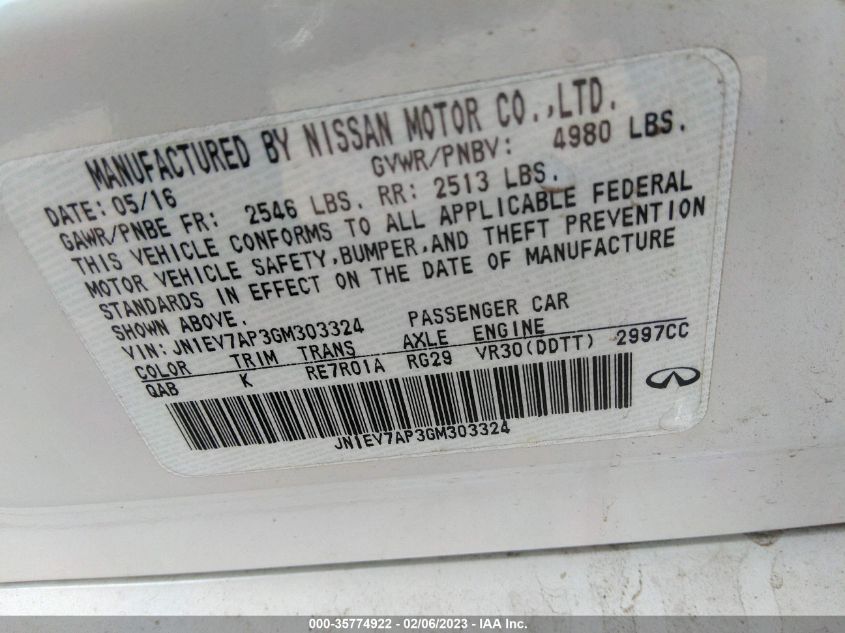 MANUFACTURED BY NISSAN MOTOR CO.,LTD.
DATE: 05/16 GVWR/PNBV: 4980 LBS.
GAWR/PNBE FR: 2546 LBS. RR: 2513 LBS.
THIS VEHICLE CONFORMS TO ALL APPLICABLE FEDERAL
MOTOR VEHICLE SAFETY,BUMPER,AND THEFT PREVENTION
STANDARDS IN EFFECT ON THE DATE OF MANUFACTURE
SHOWN ABOVE.
VIN: JN1EV7AP3GM303324 PASSENGER CAR
COLOR TRIM TRANS AXLE ENGINE
QAB K RE7R01A RG29 VR30(DDTT) 2997CC
JN1EV7AP3GM303324
000-35774922 - 02/06/2023 - © IAA Holdings, LLC.